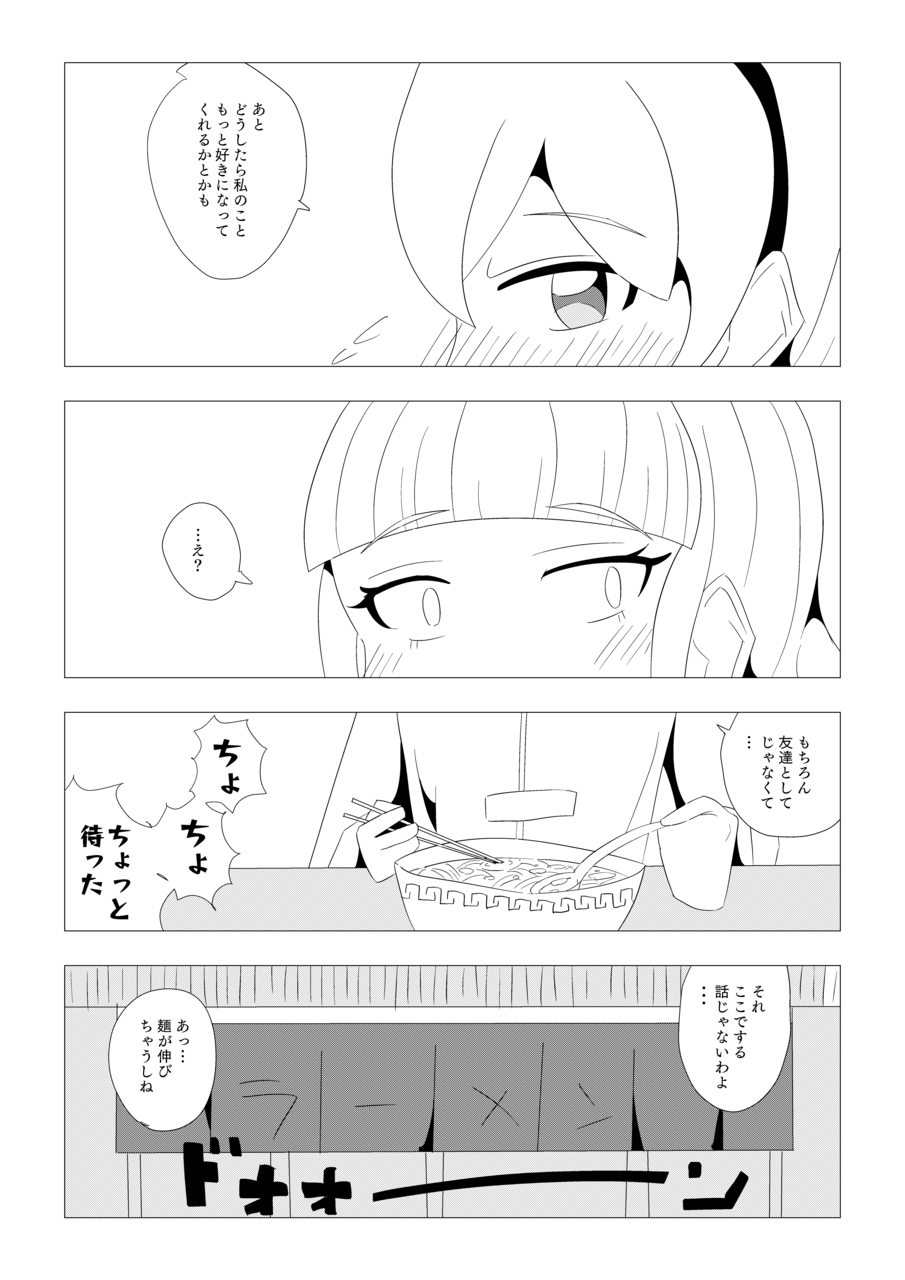 あと
どうしたら私のこと
もっと好きになって
くれるかとかも
…え?
もちろん
友達として
じゃなくて
…
ちょ
ちょ
ちょっと
待った
それ
ここでする
話じゃないわよ
…
あっ…
麺が伸び
ちゃうしね
ラーメン
ドォォーーン